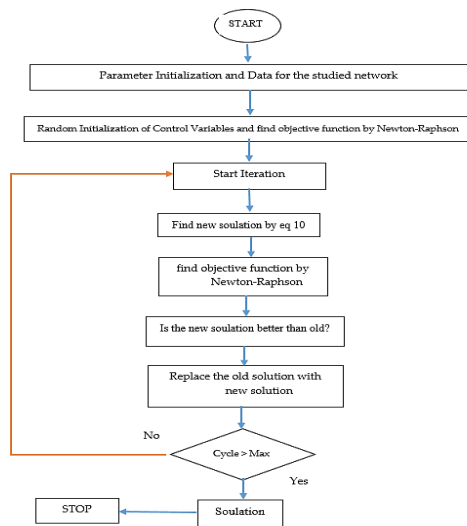 START
Parameter Initialization and Data for the studied network
Random Initialization of Control Variables and find objective function by Newton-Raphson
Start Iteration
Find new soulation by eq 10
find objective function by
Newton-Raphson
Is the new soulation better than old?
Replace the old solution with
new solution
No
Cycle > Max
Yes
STOP
Soulation